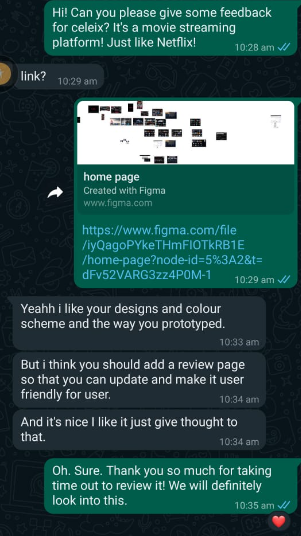 Hi! Can you please give some feedback
for celeix? It's a movie streaming
platform! Just like Netflix!
10:28 am
link?
10:29 am
home page
Created with Figma
www.figma.com
https://www.figma.com/file
/iyQagoPYkeTHmFIOTkRB1E
/home-page?node-id=5%3A2&t=
dFv52VARG3zz4P0M-1
10:29 am
Yeahh i like your designs and colour
scheme and the way you prototyped.
10:33 am
But i think you should add a review page
so that you can update and make it user
friendly for user.
10:34 am
And it's nice I like it just give thought to
that.
10:34 am
Oh. Sure. Thank you so much for taking
time out to review it! We will definitely
look into this.
10:35 am